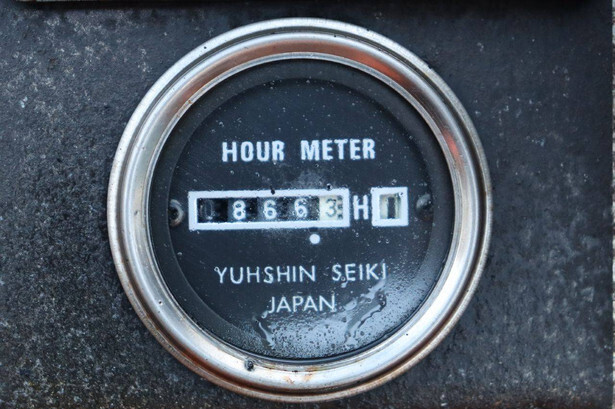 HOUR METER
8663 H 1
YUHSHIN SEIKI
JAPAN